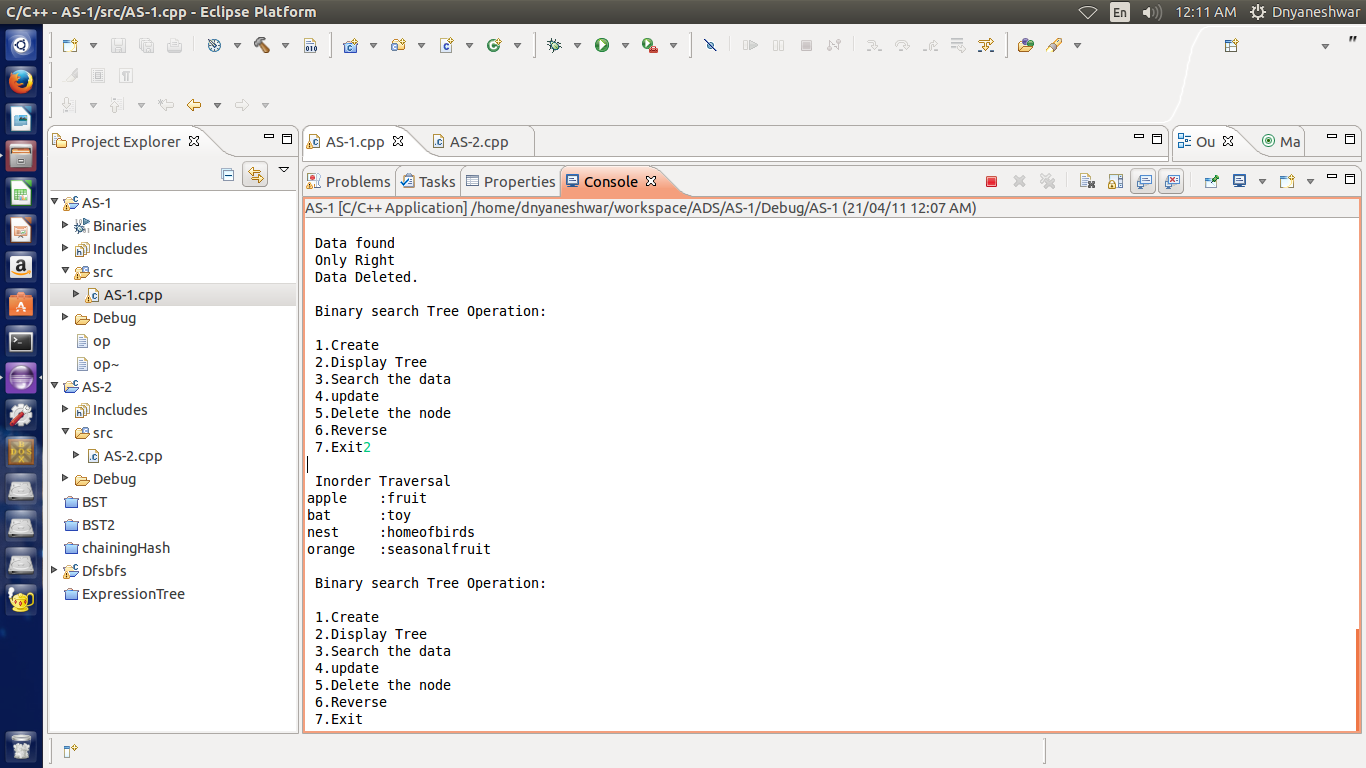 C/C++ - AS-1/src/AS-1.cpp - Eclipse Platform
En 12:11 AM Dnyaneshwar
010
Project Explorer
AS-1.cpp AS-2.cpp
Ou Ma
Problems Tasks Properties Console
AS-1 [C/C++ Application] /home/dnyaneshwar/workspace/ADS/AS-1/Debug/AS-1 (21/04/11 12:07 AM)
AS-1
Binaries
Includes
src
AS-1.cpp
Debug
op
op~
AS-2
Includes
src
AS-2.cpp
Debug
BST
BST2
chainingHash
Dfsbfs
ExpressionTree
Data found
Only Right
Data Deleted.
Binary search Tree Operation:
1.Create
2.Display Tree
3.Search the data
4.update
5.Delete the node
6.Reverse
7.Exit2
Inorder Traversal
apple :fruit
bat :toy
nest :homeofbirds
orange :seasonalfruit
Binary search Tree Operation:
1.Create
2.Display Tree
3.Search the data
4.update
5.Delete the node
6.Reverse
7.Exit